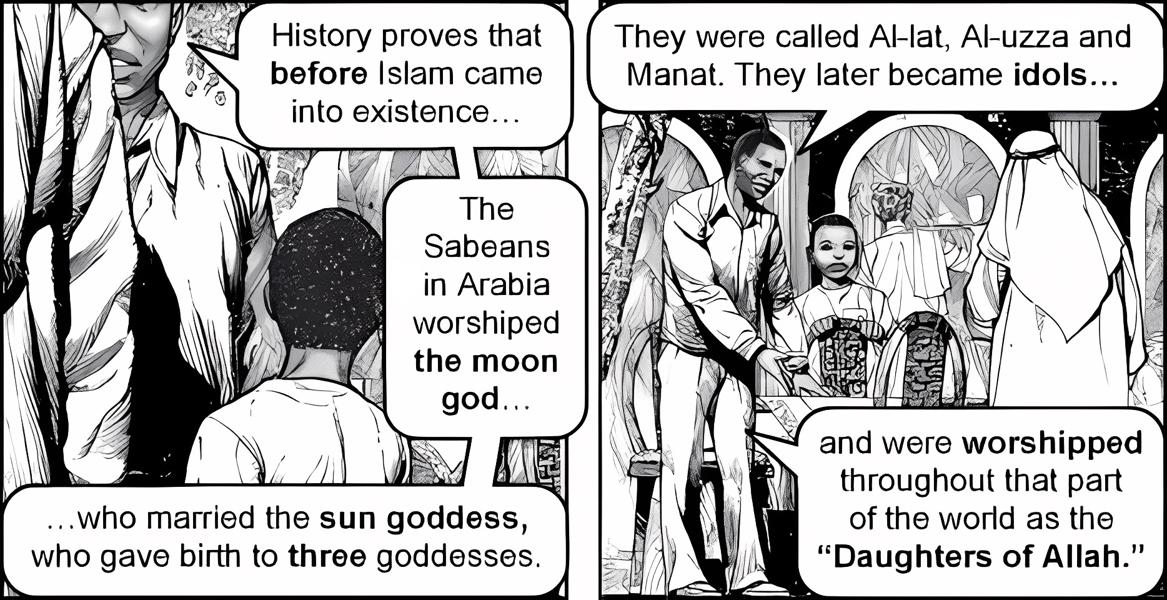 History proves that
before Islam came
into existence...
The
Sabeans
in Arabia
worshiped
the moon
god...
...who married the sun goddess,
who gave birth to three goddesses.
They were called Al-lat, Al-uzza and
Manat. They later became idols...
and were worshipped
throughout that part
of the world as the
“Daughters of Allah.”